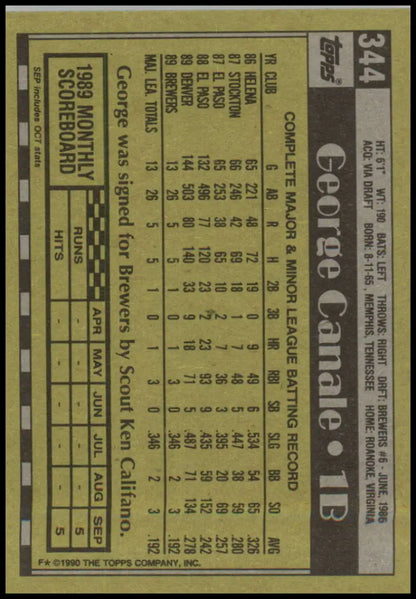 344
Topps®
George Canale • 1B
HT: 6'1" WT: 190 BATS: LEFT THROWS: RIGHT DRFT: BREWERS #6 - JUNE, 1986
ACQ: VIA DRAFT BORN: 8-11-65, MEMPHIS, TENNESSEE HOME: ROANOKE, VIRGINIA
COMPLETE MAJOR & MINOR LEAGUE BATTING RECORD
YR CLUB G AB R H 2B 3B HR RBI SB SLG BB SO AVG
86 HELENA 65 221 48 72 19 0 9 49 6 .534 54 65 .326
87 STOCKTON 66 246 42 69 18 1 7 48 5 .447 38 59 .280
87 EL PASO 65 253 38 65 10 2 7 36 3 .395 20 69 .257
88 EL PASO 132 496 77 120 23 2 23 93 9 .435 59 152 .242
89 DENVER 144 503 80 140 33 9 18 71 5 .487 71 134 .278
89 BREWERS 13 26 5 5 1 0 1 3 0 .346 2 3 .192
MAJ. LEA. TOTALS 13 26 5 5 1 0 1 3 0 .346 2 3 .192
George was signed for Brewers by Scout Ken Califano.
1989 MONTHLY SCOREBOARD
APR MAY JUN JUL AUG SEP
RUNS - - - - - 5
HITS - - - - - 5
SEP includes OCT stats
F* ©1990 THE TOPPS COMPANY, INC.